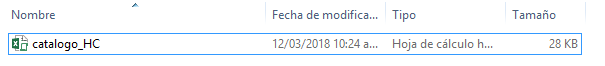 Nombre Fecha de modifica... Tipo Tamaño
catalogo_HC 12/03/2018 10:24 a... Hoja de cálculo h... 28 KB